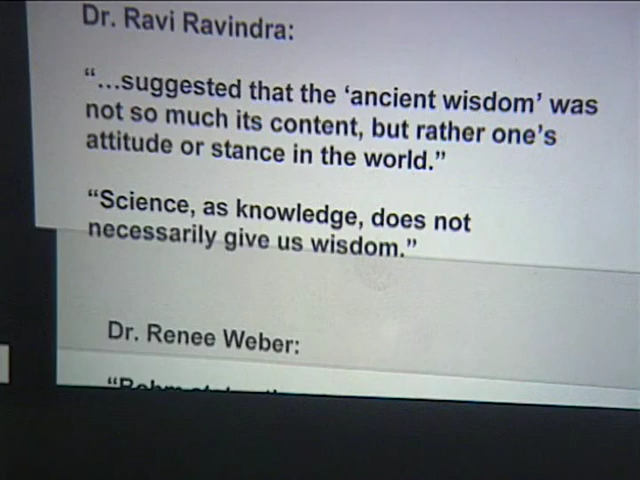 Dr. Ravi Ravindra:
“...suggested that the ‘ancient wisdom’ was
not so much its content, but rather one’s
attitude or stance in the world.”
“Science, as knowledge, does not
necessarily give us wisdom.”
Dr. Renee Weber: